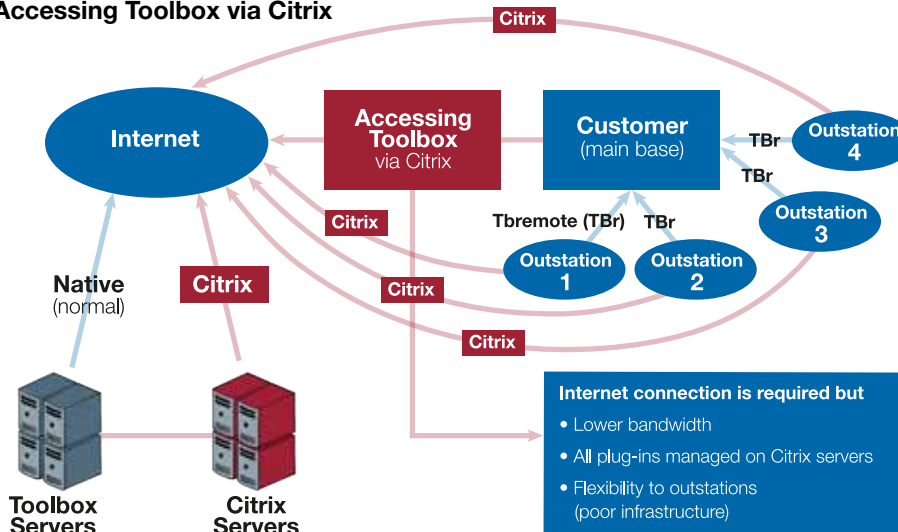 Accessing Toolbox via Citrix
Citrix
Internet
Accessing
Toolbox
via Citrix
Customer
(main base)
TBr
Outstation
4
TBr
Outstation
3
Citrix
Tbremote (TBr)
TBr
Outstation
1
Outstation
2
Native
(normal)
Citrix
Citrix
Citrix
Internet connection is required but
• Lower bandwidth
• All plug-ins managed on Citrix servers
• Flexibility to outstations
(poor infrastructure)
Toolbox
Servers
Citrix
Servers